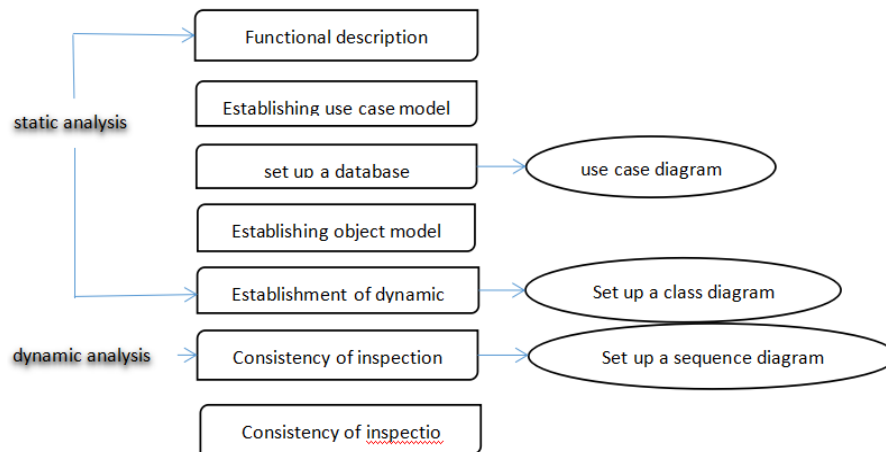 Functional description
static analysis
Establishing use case model
set up a database
use case diagram
Establishing object model
Establishment of dynamic
Set up a class diagram
dynamic analysis
Consistency of inspection
Set up a sequence diagram
Consistency of inspectio